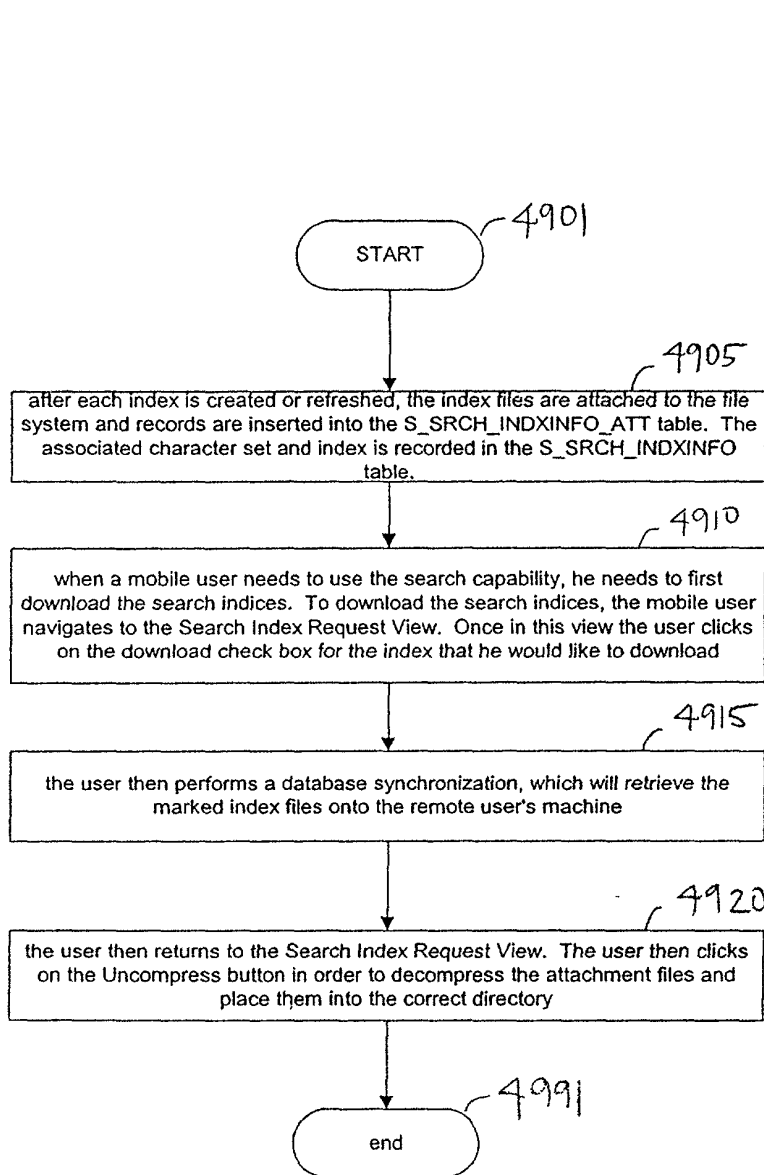 4901
START
4905
after each index is created or refreshed, the index files are attached to the file
system and records are inserted into the S_SRCH_INDXINFO_ATT table. The
associated character set and index is recorded in the S_SRCH_INDXINFO
table.
4910
when a mobile user needs to use the search capability, he needs to first
download the search indices. To download the search indices, the mobile user
navigates to the Search Index Request View. Once in this view the user clicks
on the download check box for the index that he would like to download
4915
the user then performs a database synchronization, which will retrieve the
marked index files onto the remote user's machine
4920
the user then returns to the Search Index Request View. The user then clicks
on the Uncompress button in order to decompress the attachment files and
place them into the correct directory
4991
end